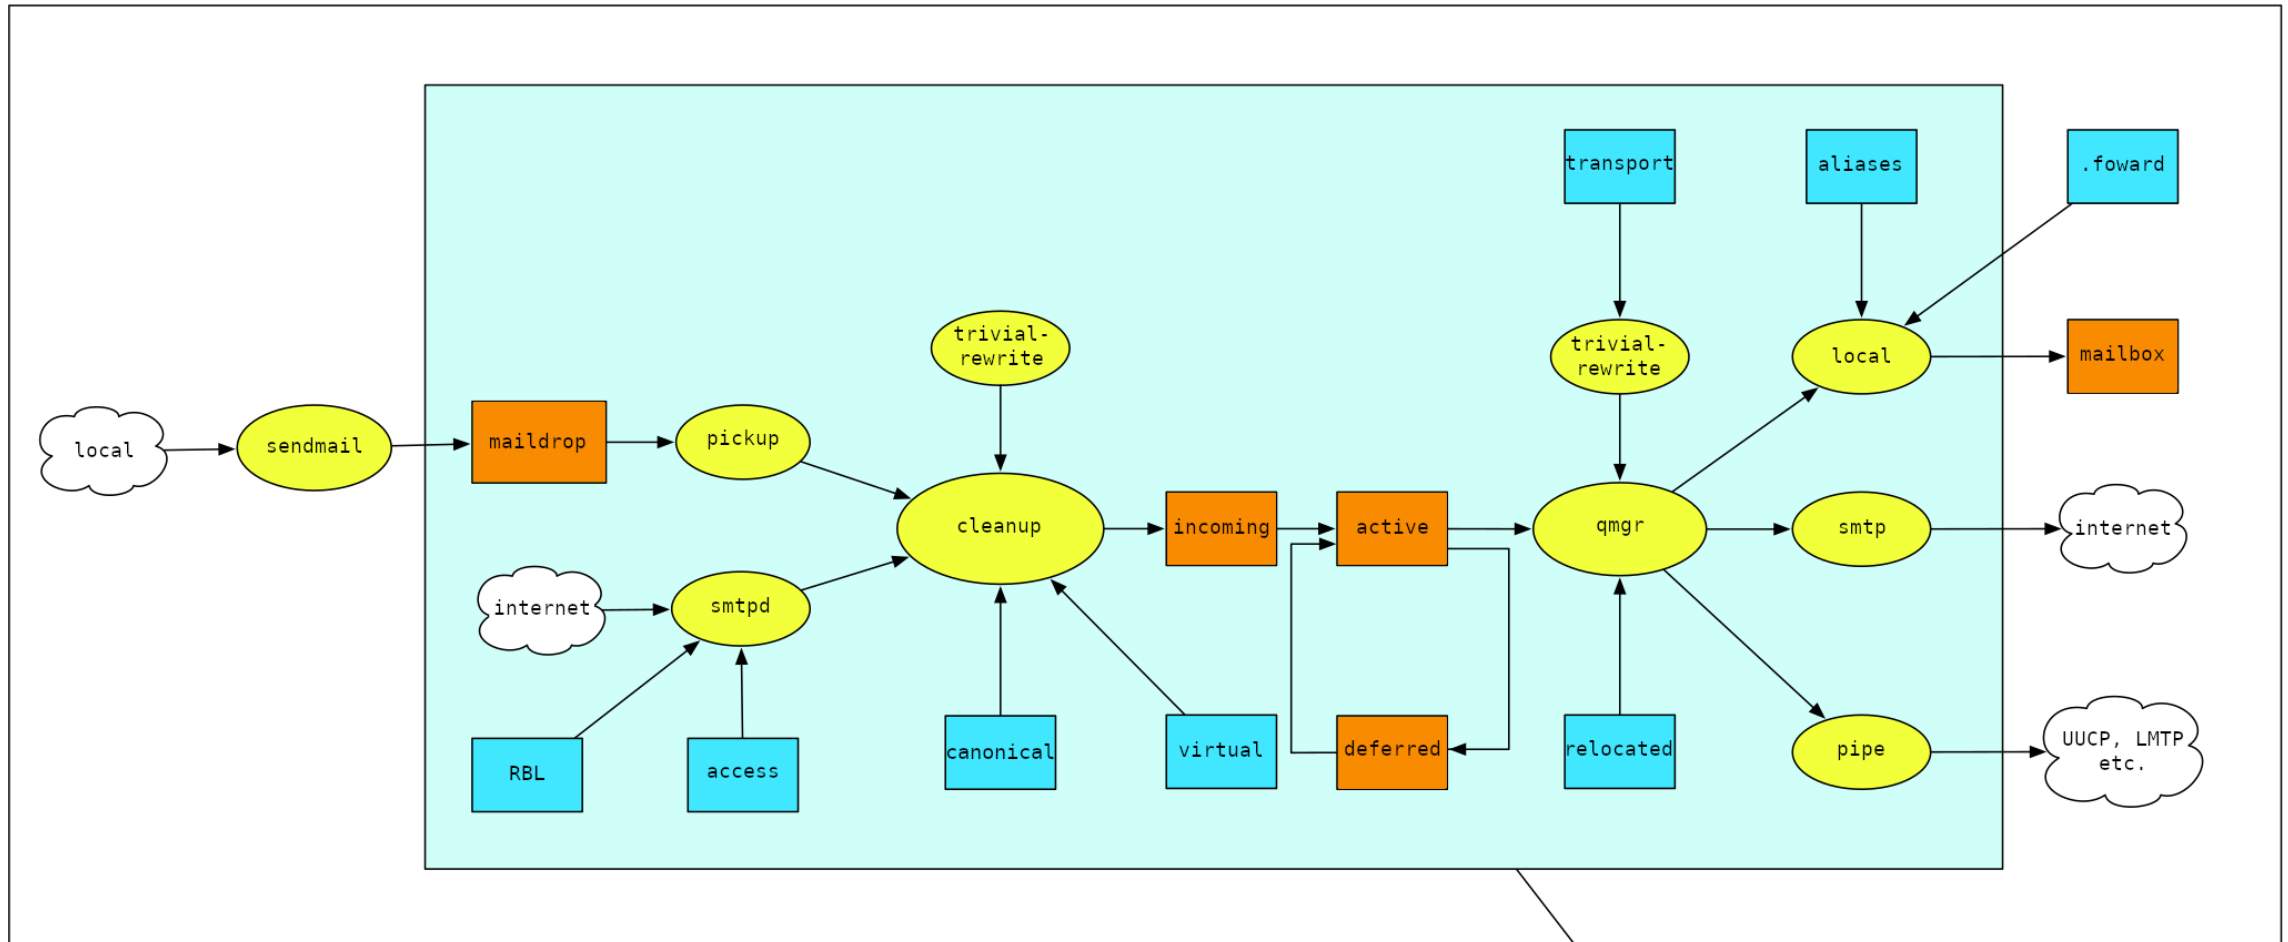 transport
aliases
.foward
trivial-
rewrite
trivial-
rewrite
local
mailbox
local
sendmail
maildrop
pickup
cleanup
incoming
active
qmgr
smtp
internet
internet
smtpd
RBL
access
canonical
virtual
deferred
relocated
pipe
UUCP, LMTP
etc.